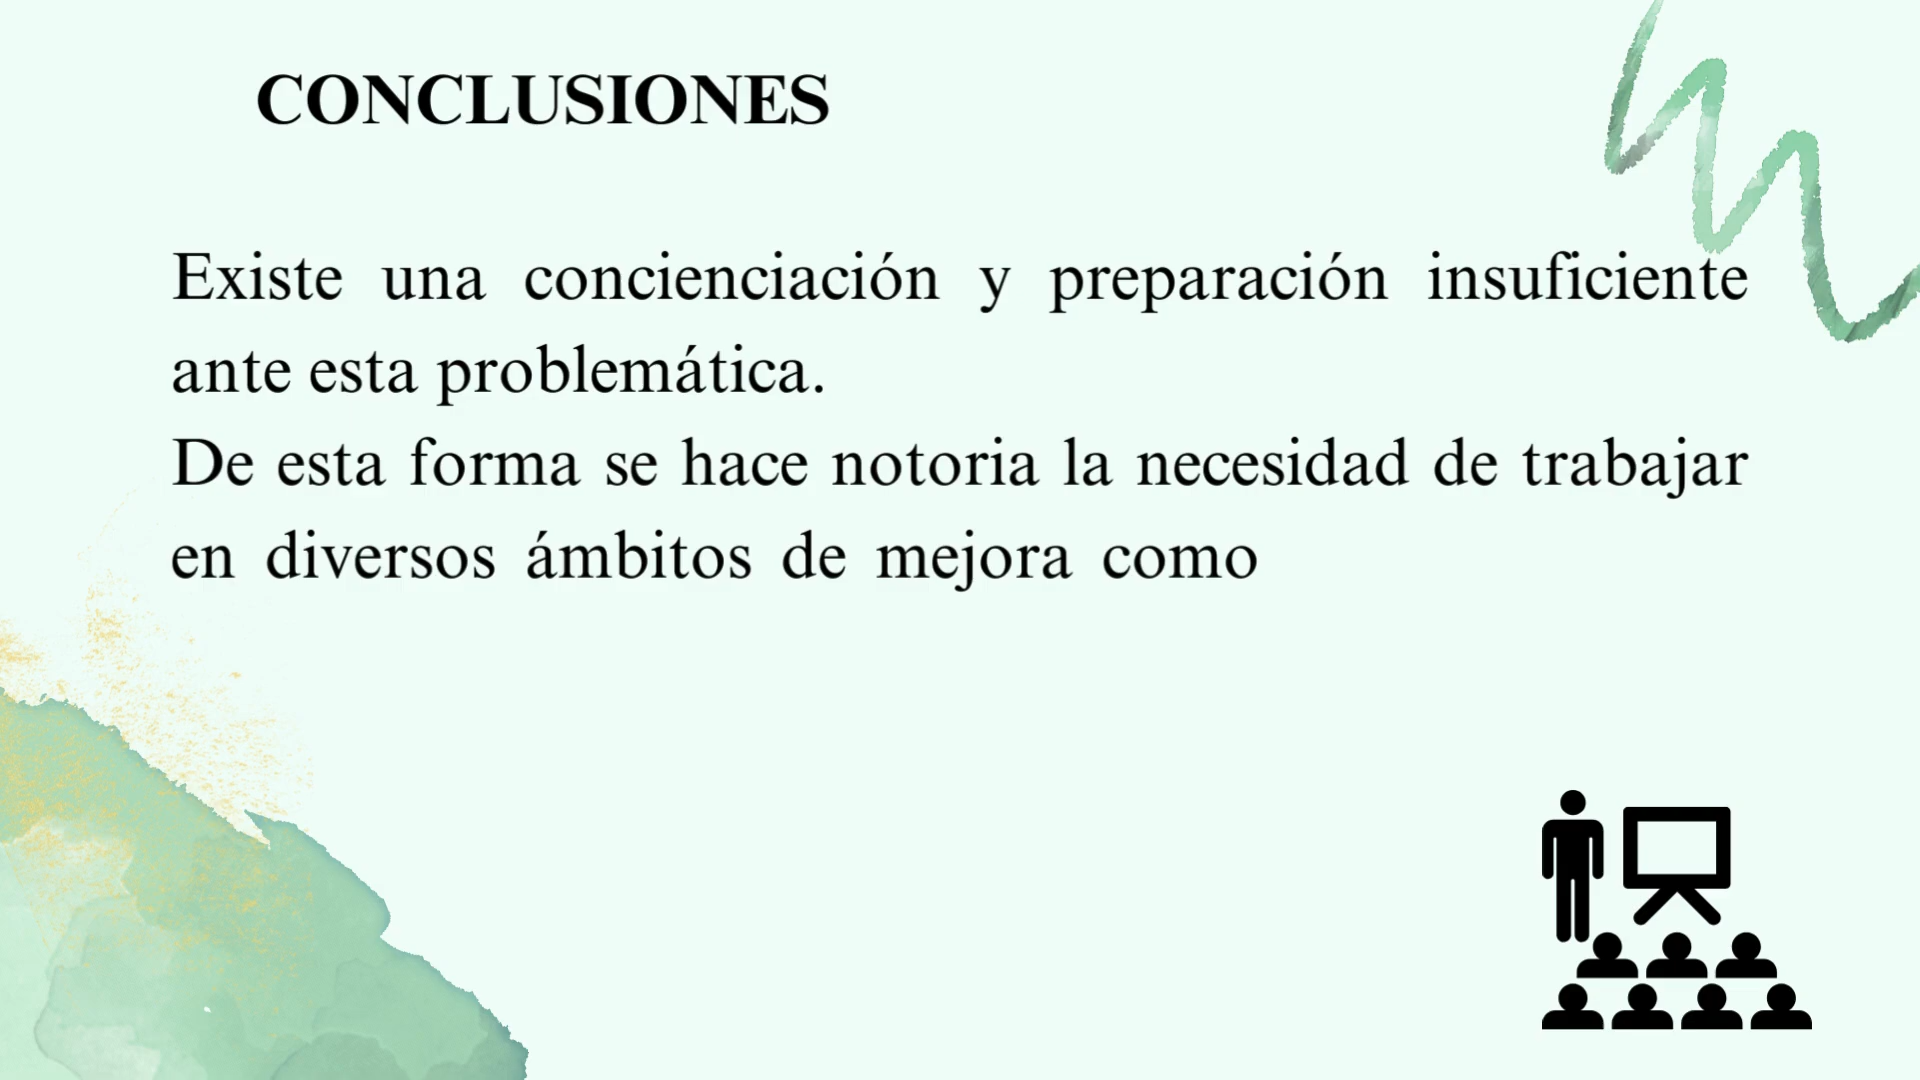 CONCLUSIONES
Existe una concienciación y preparación insuficiente
ante esta problemática.
De esta forma se hace notoria la necesidad de trabajar
en diversos ámbitos de mejora como